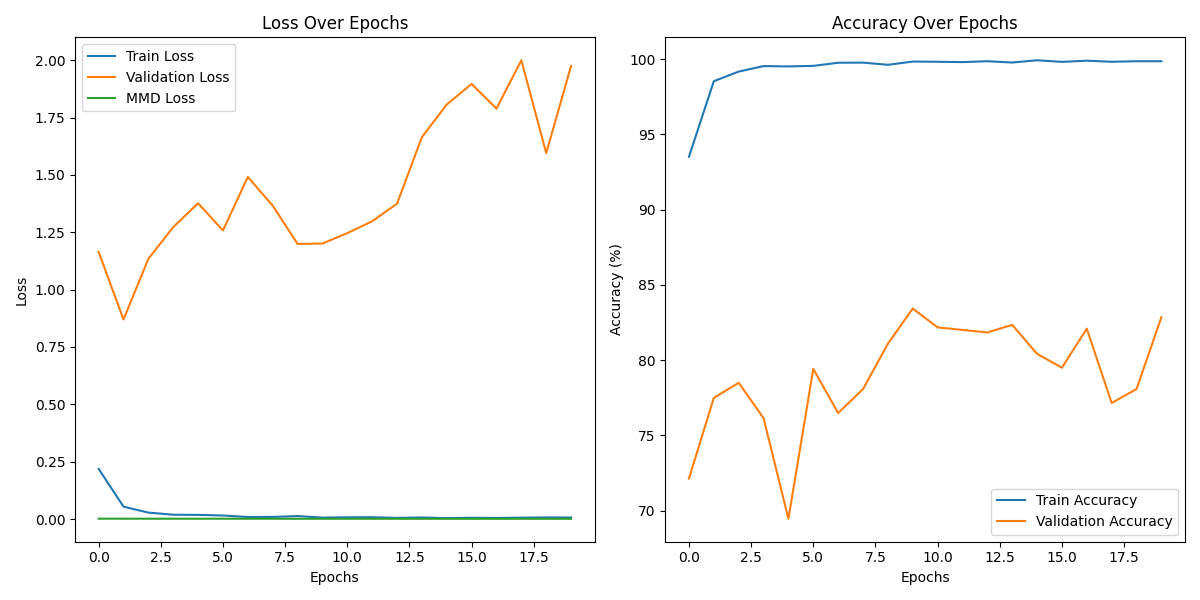 Loss Over Epochs
Train Loss
Validation Loss
MMD Loss
2.00
1.75
1.50
1.25
1.00
0.75
0.50
0.25
0.00
Loss
0.0 2.5 5.0 7.5 10.0 12.5 15.0 17.5
Epochs
Accuracy Over Epochs
100
95
90
85
80
75
70
Accuracy (%)
Train Accuracy
Validation Accuracy
0.0 2.5 5.0 7.5 10.0 12.5 15.0 17.5
Epochs